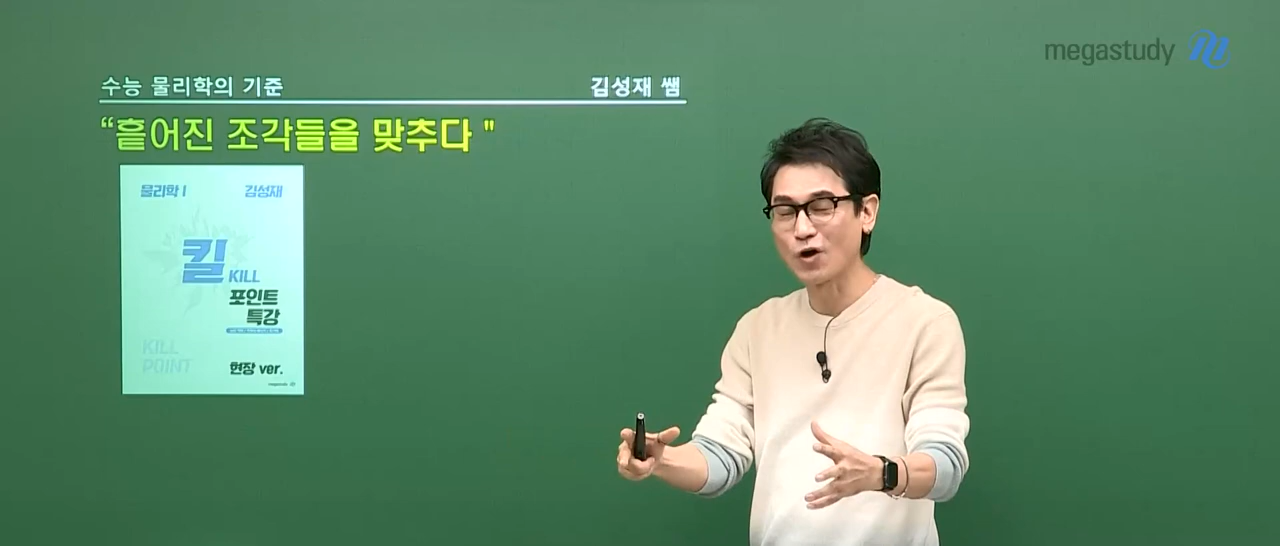 megastudy
수능 물리학의 기준 김성재 쌤
“흩어진 조각들을 맞추다 "
물리학 I 김성재
킬
KILL
포인트
특강
KILL
POINT
현장 ver.
megastudy